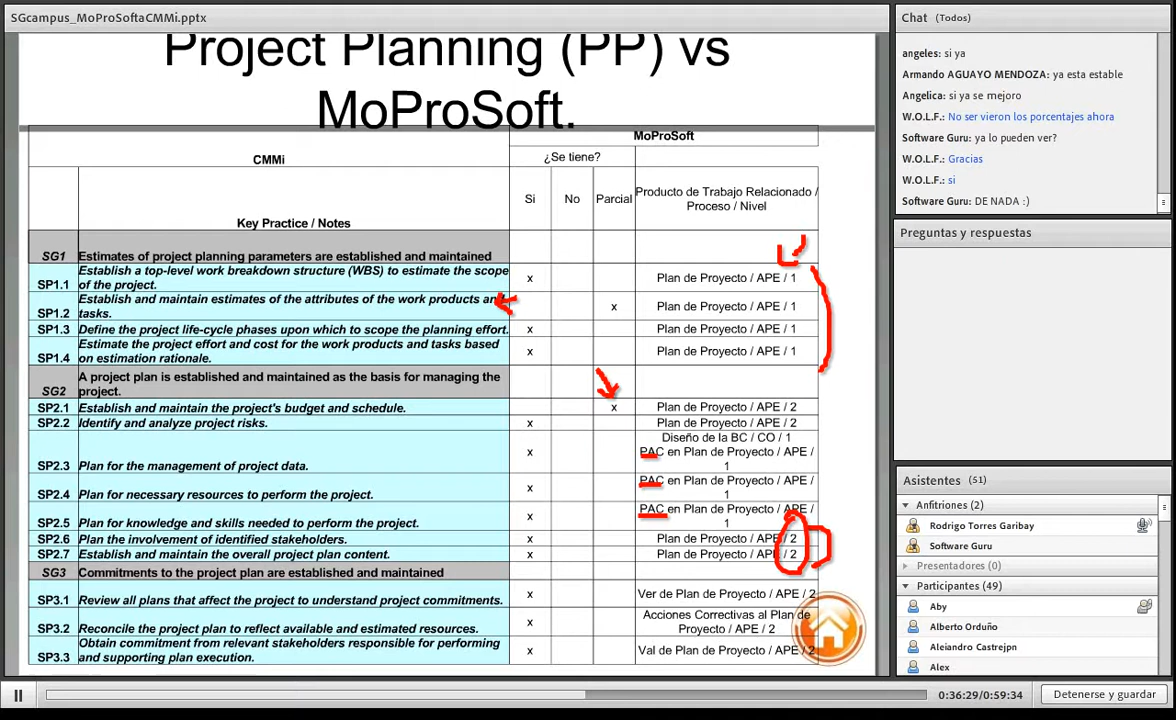 SGcampus_MoProSoftaCMMi.pptx
Project Planning (PP) vs
MoProSoft.
CMMi
MoProSoft
¿Se tiene?
Key Practice / Notes
Si
No
Parcial
Producto de Trabajo Relacionado /
Proceso / Nivel
SG1 Estimates of project planning parameters are established and maintained
SP1.1 Establish a top-level work breakdown structure (WBS) to estimate the scope
of the project.
x
Plan de Proyecto / APE / 1
SP1.2 Establish and maintain estimates of the attributes of the work products and
tasks.
x
Plan de Proyecto / APE / 1
SP1.3 Define the project life-cycle phases upon which to scope the planning effort.
x
Plan de Proyecto / APE / 1
SP1.4 Estimate the project effort and cost for the work products and tasks based
on estimation rationale.
x
Plan de Proyecto / APE / 1
SG2 A project plan is established and maintained as the basis for managing the
project.
SP2.1 Establish and maintain the project's budget and schedule.
x
Plan de Proyecto / APE / 2
SP2.2 Identify and analyze project risks.
x
Plan de Proyecto / APE / 2
SP2.3 Plan for the management of project data.
x
Diseño de la BC / CO / 1
PAC en Plan de Proyecto / APE /
1
SP2.4 Plan for necessary resources to perform the project.
x
PAC en Plan de Proyecto / APE /
1
SP2.5 Plan for knowledge and skills needed to perform the project.
x
PAC en Plan de Proyecto / APE /
1
SP2.6 Plan the involvement of identified stakeholders.
x
Plan de Proyecto / APE / 2
SP2.7 Establish and maintain the overall project plan content.
x
Plan de Proyecto / APE / 2
SG3 Commitments to the project plan are established and maintained
SP3.1 Review all plans that affect the project to understand project commitments.
x
Ver de Plan de Proyecto / APE / 2
SP3.2 Reconcile the project plan to reflect available and estimated resources.
x
Acciones Correctivas al Plan de
Proyecto / APE / 2
SP3.3 Obtain commitment from relevant stakeholders responsible for performing
and supporting plan execution.
x
Val de Plan de Proyecto / APE / 2
Chat (Todos)
angeles: si ya
Armando AGUAYO MENDOZA: ya esta estable
Angelica: si ya se mejoro
W.O.L.F.: No ser vieron los porcentajes ahora
Software Guru: ya lo pueden ver?
W.O.L.F.: Gracias
W.O.L.F.: si
Software Guru: DE NADA :)
Preguntas y respuestas
Asistentes (51)
Anfitriones (2)
Rodrigo Torres Garibay
Software Guru
Presentadores (0)
Participantes (49)
Aby
Alberto Orduño
Alejandro Castrejpn
Alex
0:36:29/0:59:34
Detenerse y guardar